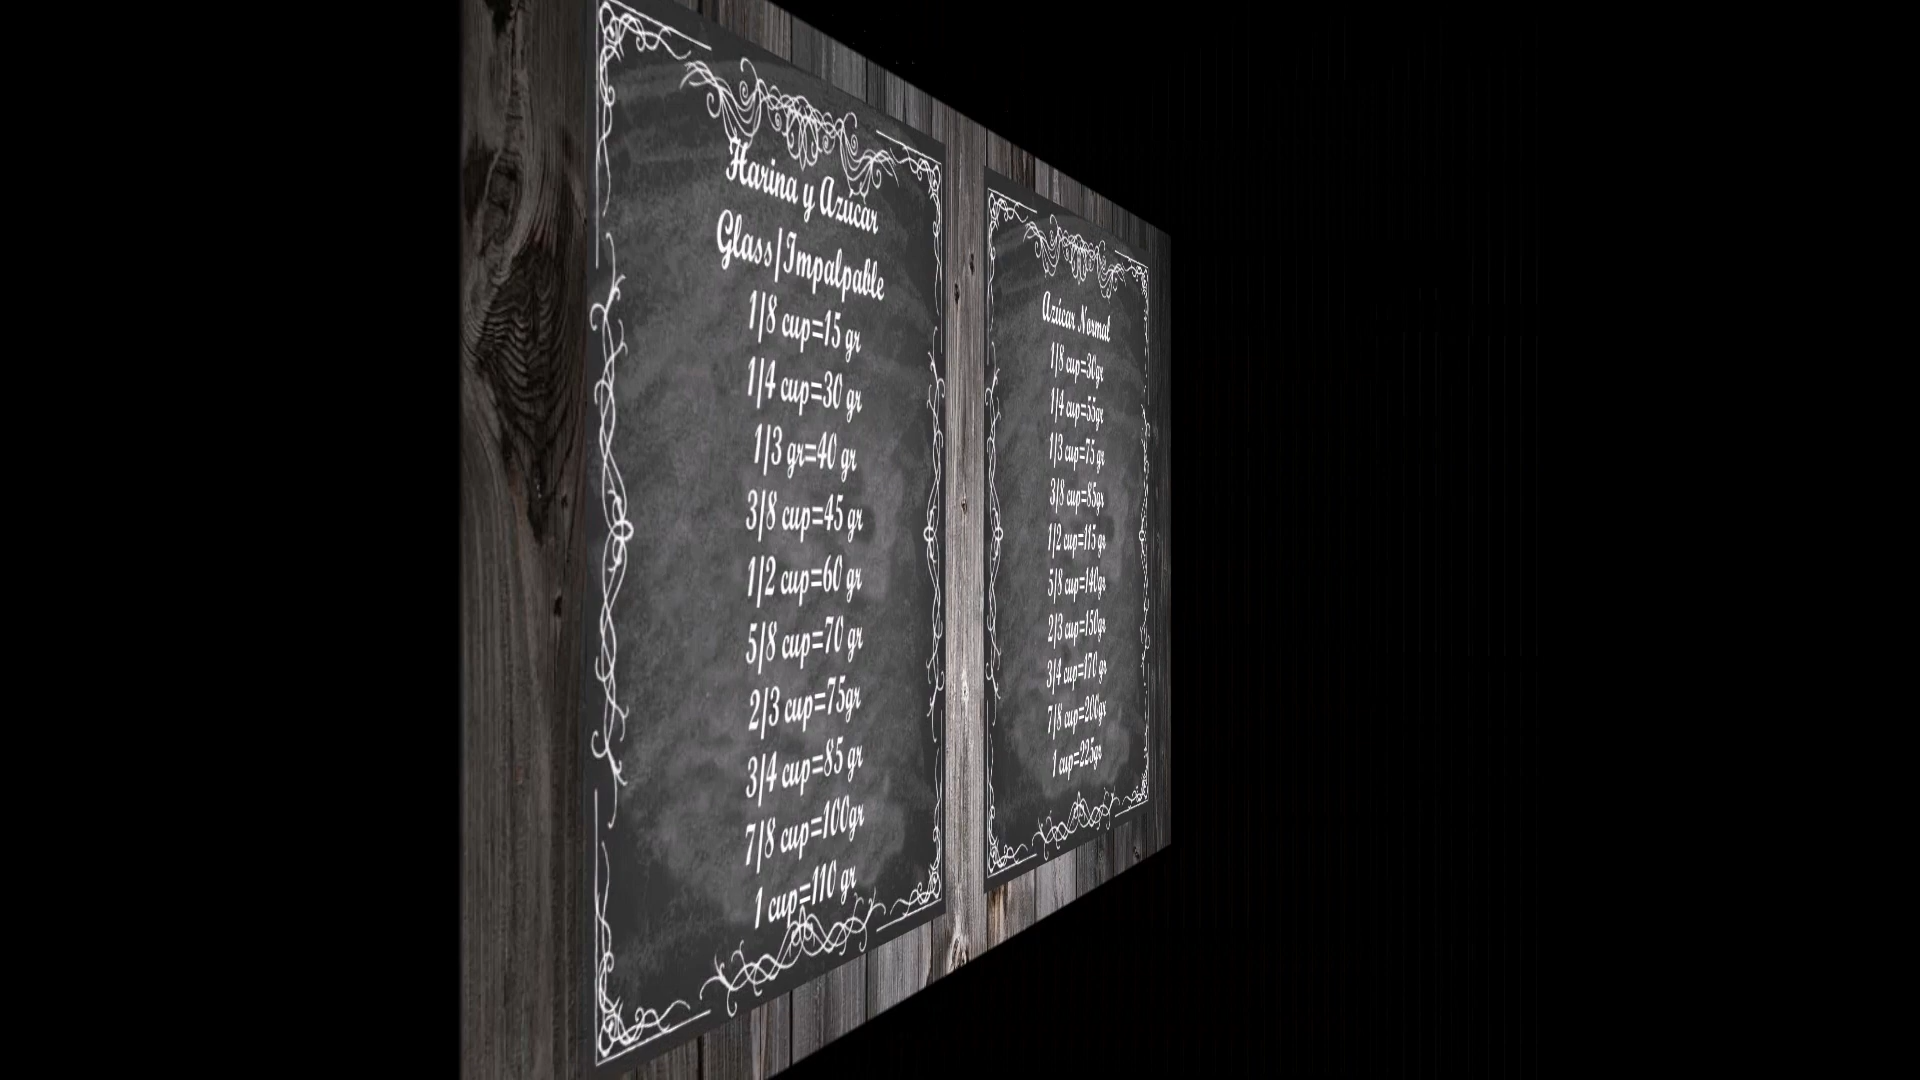 Harina y Azúcar
Glass|Impalpable
1|8 cup=15 gr
1|4 cup=30 gr
1|3 gr=40 gr
3|8 cup=45 gr
1|2 cup=60 gr
5|8 cup=70 gr
2|3 cup=75gr
3|4 cup=85 gr
7|8 cup=100gr
1 cup=110 gr
Azúcar Normal
1|8 cup=30gr
1|4 cup=55gr
1|3 cup=75 gr
3|8 cup=85gr
1|2 cup=115 gr
5|8 cup=140gr
2|3 cup=150gr
3|4 cup=170 gr
7|8 cup=200gr
1 cup=225gr